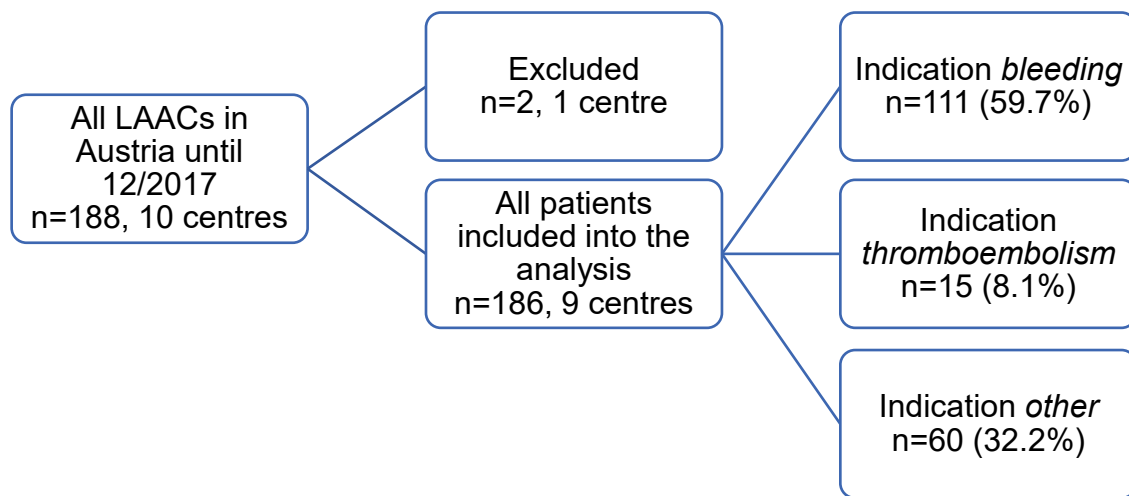 All LAACs in
Austria until
12/2017
n=188, 10 centres
Excluded
n=2, 1 centre
All patients
included into the
analysis
n=186, 9 centres
Indication bleeding
n=111 (59.7%)
Indication
thromboembolism
n=15 (8.1%)
Indication other
n=60 (32.2%)